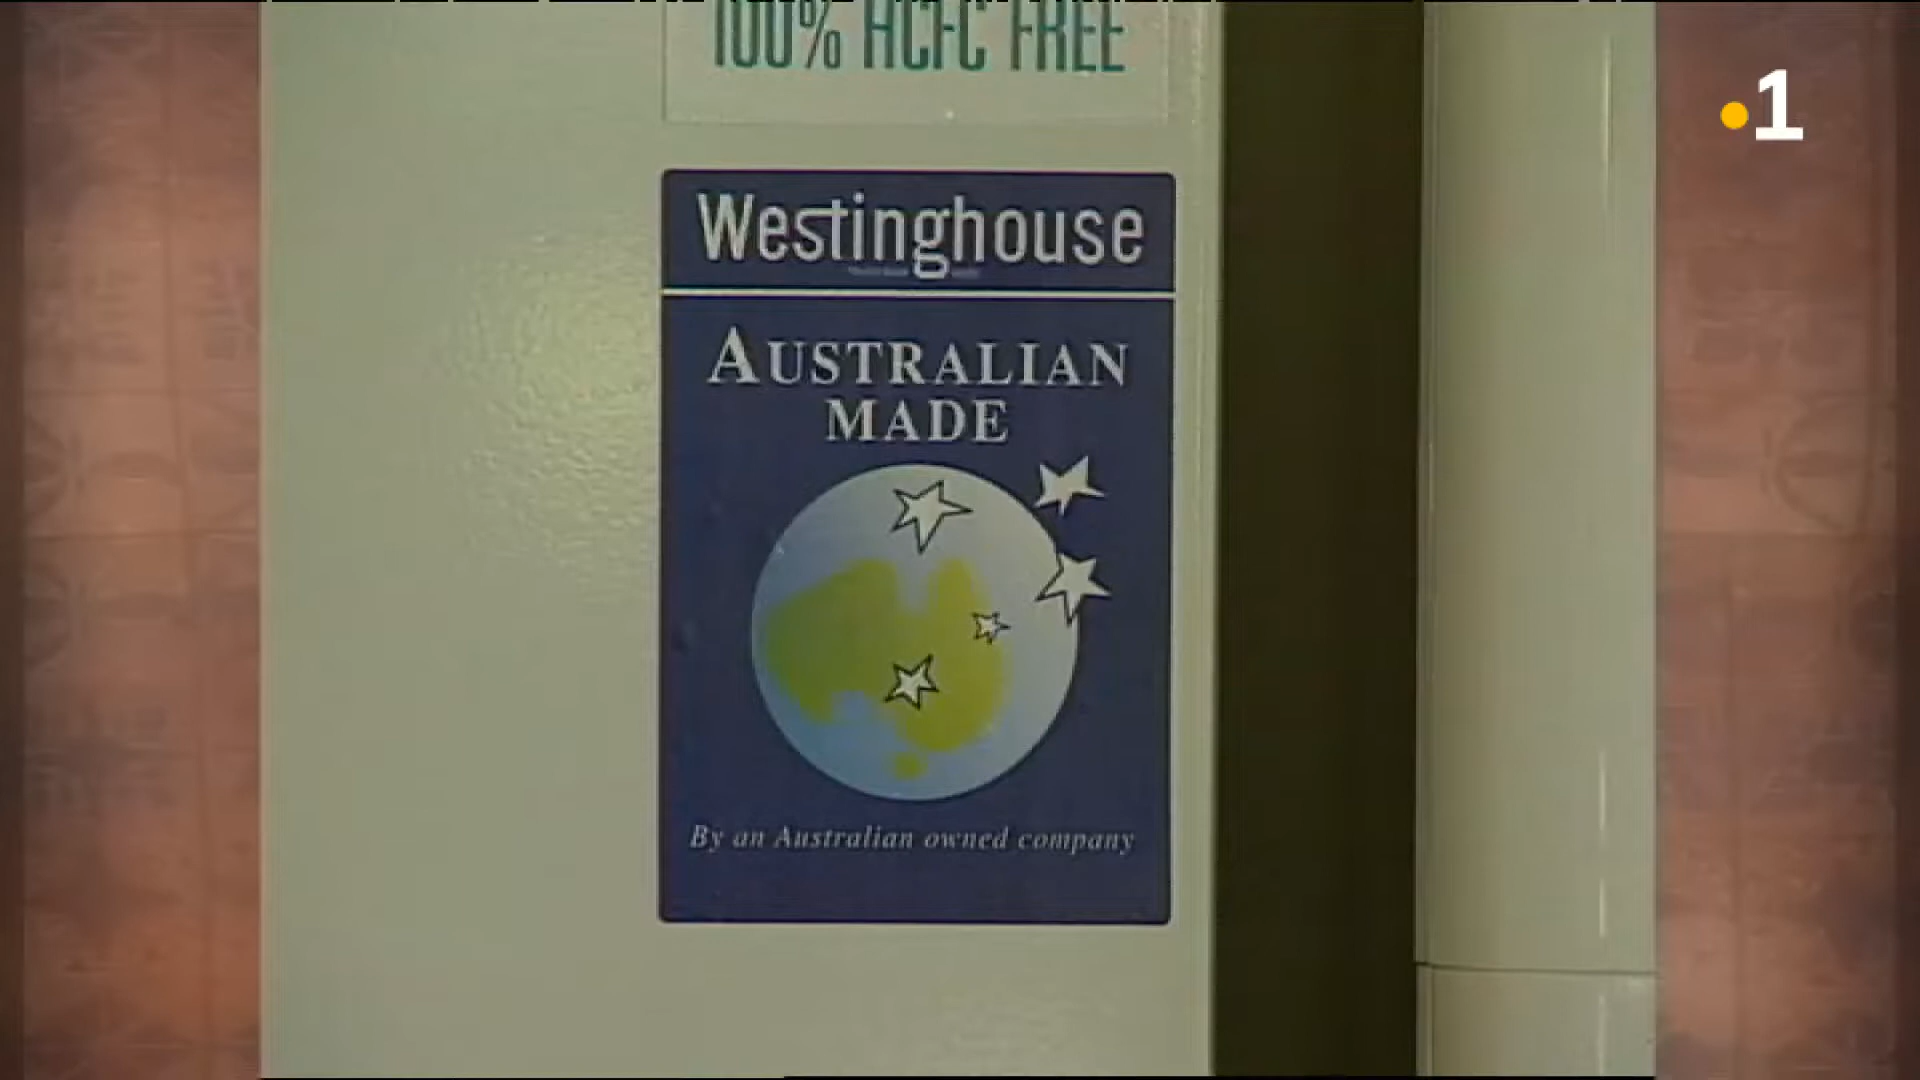 100% HCFC FREE
1
Westinghouse
AUSTRALIAN
MADE
By an Australian owned company